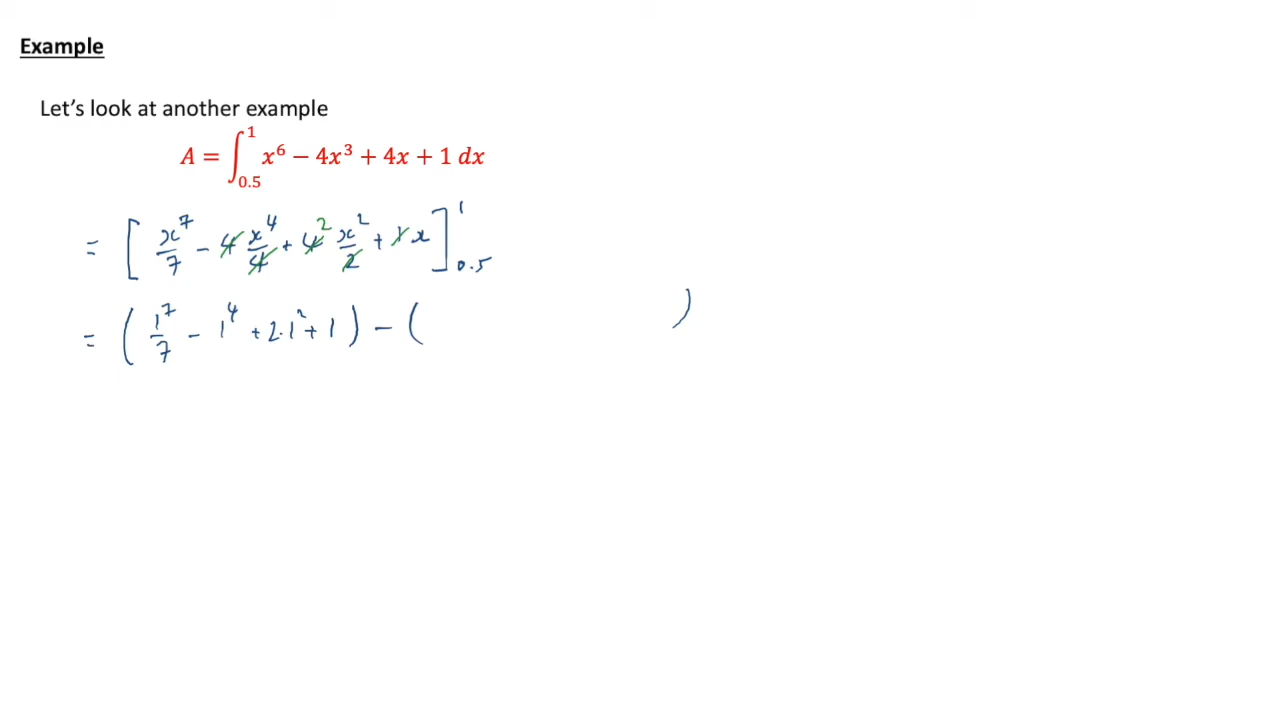 Example
Let's look at another example
A = ∫_{0.5}^{1} x⁶ − 4x³ + 4x + 1 dx
= [ x⁷/7 − 4 x⁴/4 + 4² x²/2 + 1x ]_{0.5}^{1}
= ( 1⁷/7 − 1⁴ + 2·1² + 1 ) − ( )